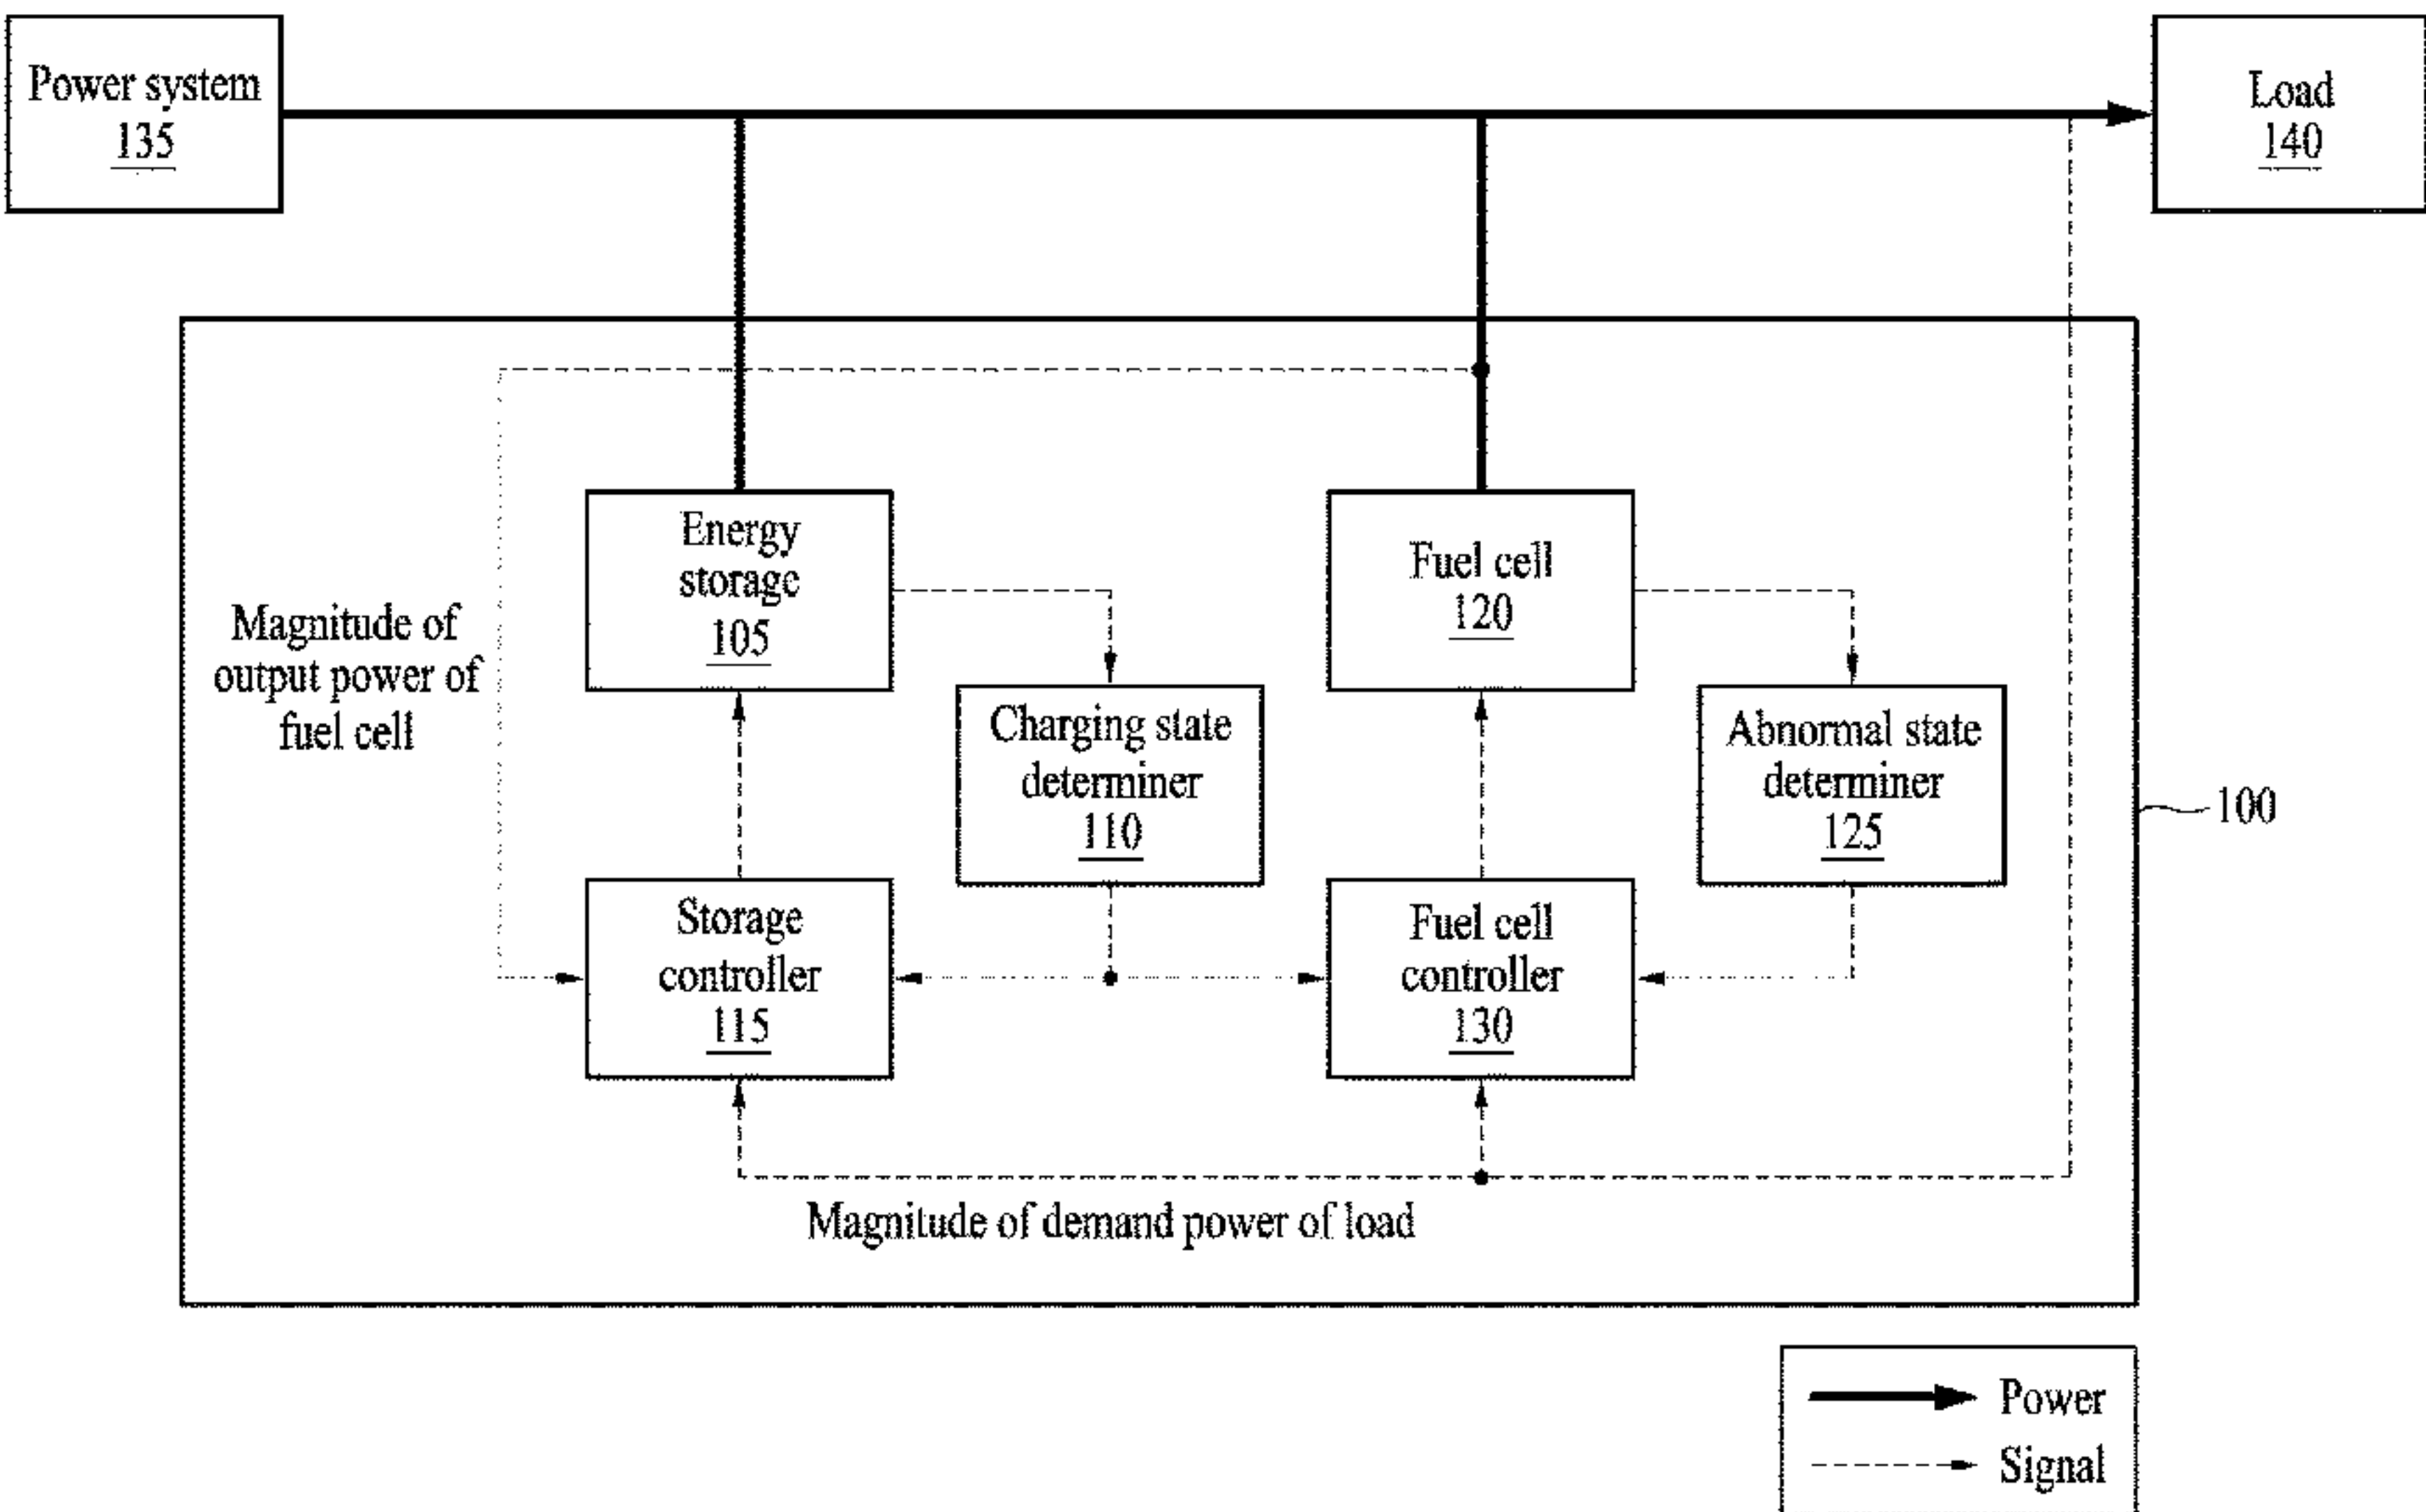 Power system
135
Load
140
Energy
storage
105
Fuel cell
120
Magnitude of
output power of
fuel cell
Charging state
determiner
110
Abnormal state
determiner
125
100
Storage
controller
115
Fuel cell
controller
130
Magnitude of demand power of load
Power
Signal